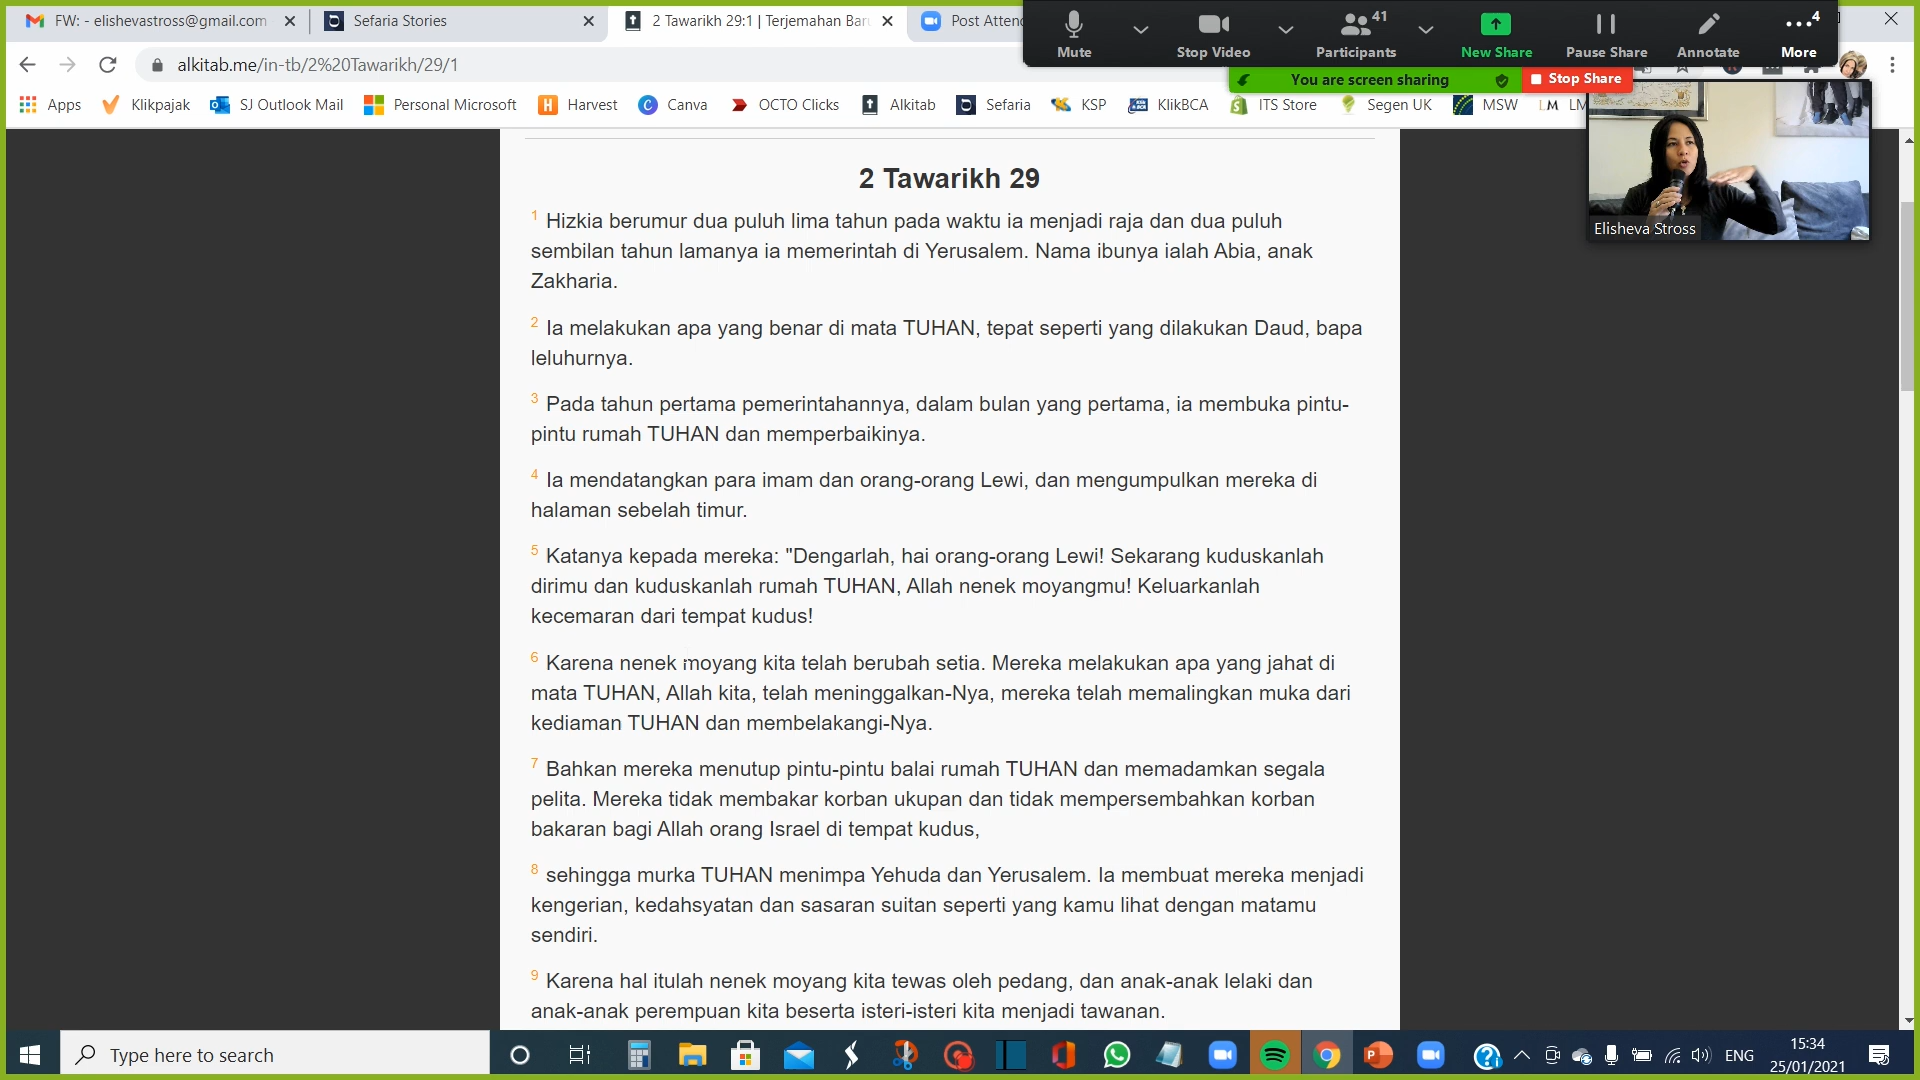 FW: - elishevastross@gmail.com
Sefaria Stories
2 Tawarikh 29:1 | Terjemahan Baru
Post Attend
41
4
Mute
Stop Video
Participants
New Share
Pause Share
Annotate
More
alkitab.me/in-tb/2%20Tawarikh/29/1
You are screen sharing
Stop Share
Apps
Klikpajak
SJ Outlook Mail
Personal Microsoft
Harvest
Canva
OCTO Clicks
Alkitab
Sefaria
KSP
KlikBCA
ITS Store
Segen UK
MSW
LM
Elisheva Stross
2 Tawarikh 29
1 Hizkia berumur dua puluh lima tahun pada waktu ia menjadi raja dan dua puluh
sembilan tahun lamanya ia memerintah di Yerusalem. Nama ibunya ialah Abia, anak
Zakharia.
2 Ia melakukan apa yang benar di mata TUHAN, tepat seperti yang dilakukan Daud, bapa
leluhurnya.
3 Pada tahun pertama pemerintahannya, dalam bulan yang pertama, ia membuka pintu-
pintu rumah TUHAN dan memperbaikinya.
4 Ia mendatangkan para imam dan orang-orang Lewi, dan mengumpulkan mereka di
halaman sebelah timur.
5 Katanya kepada mereka: "Dengarlah, hai orang-orang Lewi! Sekarang kuduskanlah
dirimu dan kuduskanlah rumah TUHAN, Allah nenek moyangmu! Keluarkanlah
kecemaran dari tempat kudus!
6 Karena nenek moyang kita telah berubah setia. Mereka melakukan apa yang jahat di
mata TUHAN, Allah kita, telah meninggalkan-Nya, mereka telah memalingkan muka dari
kediaman TUHAN dan membelakangi-Nya.
7 Bahkan mereka menutup pintu-pintu balai rumah TUHAN dan memadamkan segala
pelita. Mereka tidak membakar korban ukupan dan tidak mempersembahkan korban
bakaran bagi Allah orang Israel di tempat kudus,
8 sehingga murka TUHAN menimpa Yehuda dan Yerusalem. Ia membuat mereka menjadi
kengerian, kedahsyatan dan sasaran suitan seperti yang kamu lihat dengan matamu
sendiri.
9 Karena hal itulah nenek moyang kita tewas oleh pedang, dan anak-anak lelaki dan
anak-anak perempuan kita beserta isteri-isteri kita menjadi tawanan.
Type here to search
ENG
15:34
25/01/2021